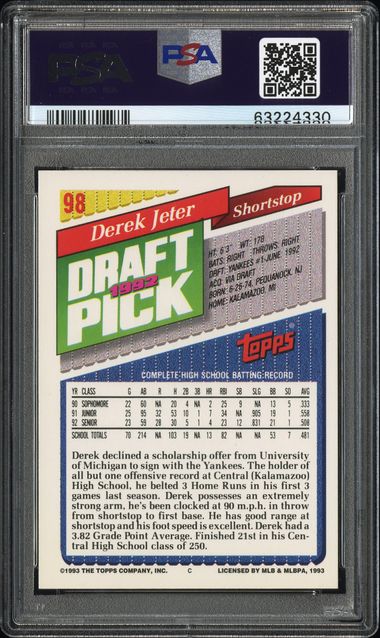 PSA
PSA
63224330
98
Derek Jeter
Shortstop
DRAFT
1992
PICK
HT: 6'3" WT: 178
BATS: RIGHT THROWS: RIGHT
DRAFT: YANKEES #1-JUNE, 1992
ACQ: VIA DRAFT
BORN: 6-26-74, PEQUANOCK, NJ
HOME: KALAMAZOO, MI
Topps
COMPLETE HIGH SCHOOL BATTING RECORD
YR CLASS G AB R H 2B 3B HR RBI SB SLG BB SO AVG
90 SOPHOMORE 22 60 NA 20 4 0 0 9 NA 13 5 .333
91 JUNIOR 25 95 32 53 10 1 7 34 NA .905 19 1 .558
92 SENIOR 23 59 28 30 5 0 4 23 12 .831 21 1 .508
SCHOOL TOTALS 70 214 NA 103 19 NA 13 82 NA NA 53 7 .481
Derek declined a scholarship offer from University
of Michigan to sign with the Yankees. The holder of
all but one offensive record at Central (Kalamazoo)
High School, he belted 3 Home Runs in his first 3
games last season. Derek possesses an extremely
strong arm, he's been clocked at 90 m.p.h. in throw
from shortstop to first base. He has good range at
shortstop and his foot speed is excellent. Derek had a
3.82 Grade Point Average. Finished 21st in his Cen-
tral High School class of 250.
©1993 THE TOPPS COMPANY, INC. C LICENSED BY MLB & MLBPA, 1993